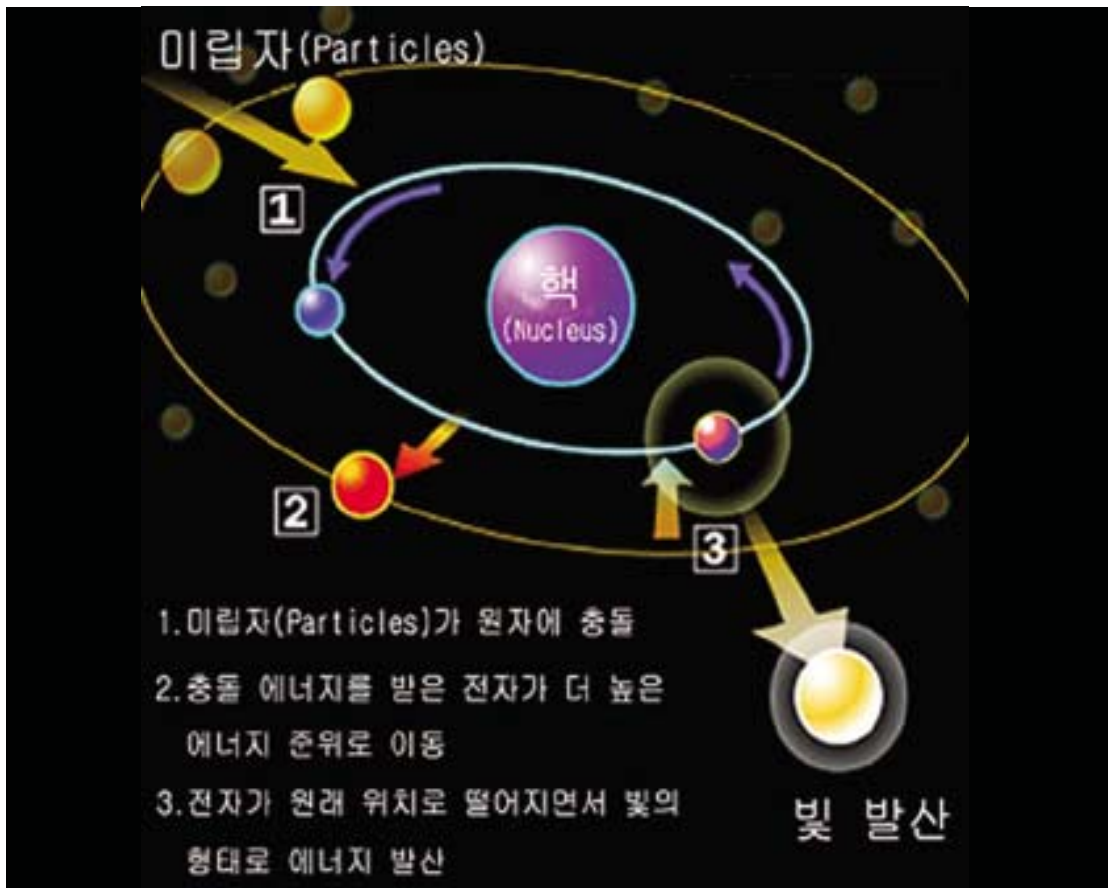 미립자(Particles)
1
핵
(Nucleus)
2
3
1.미립자(Particles)가 원자에 충돌
2.충돌 에너지를 받은 전자가 더 높은
에너지 준위로 이동
3.전자가 원래 위치로 떨어지면서 빛의
형태로 에너지 발산
빛 발산